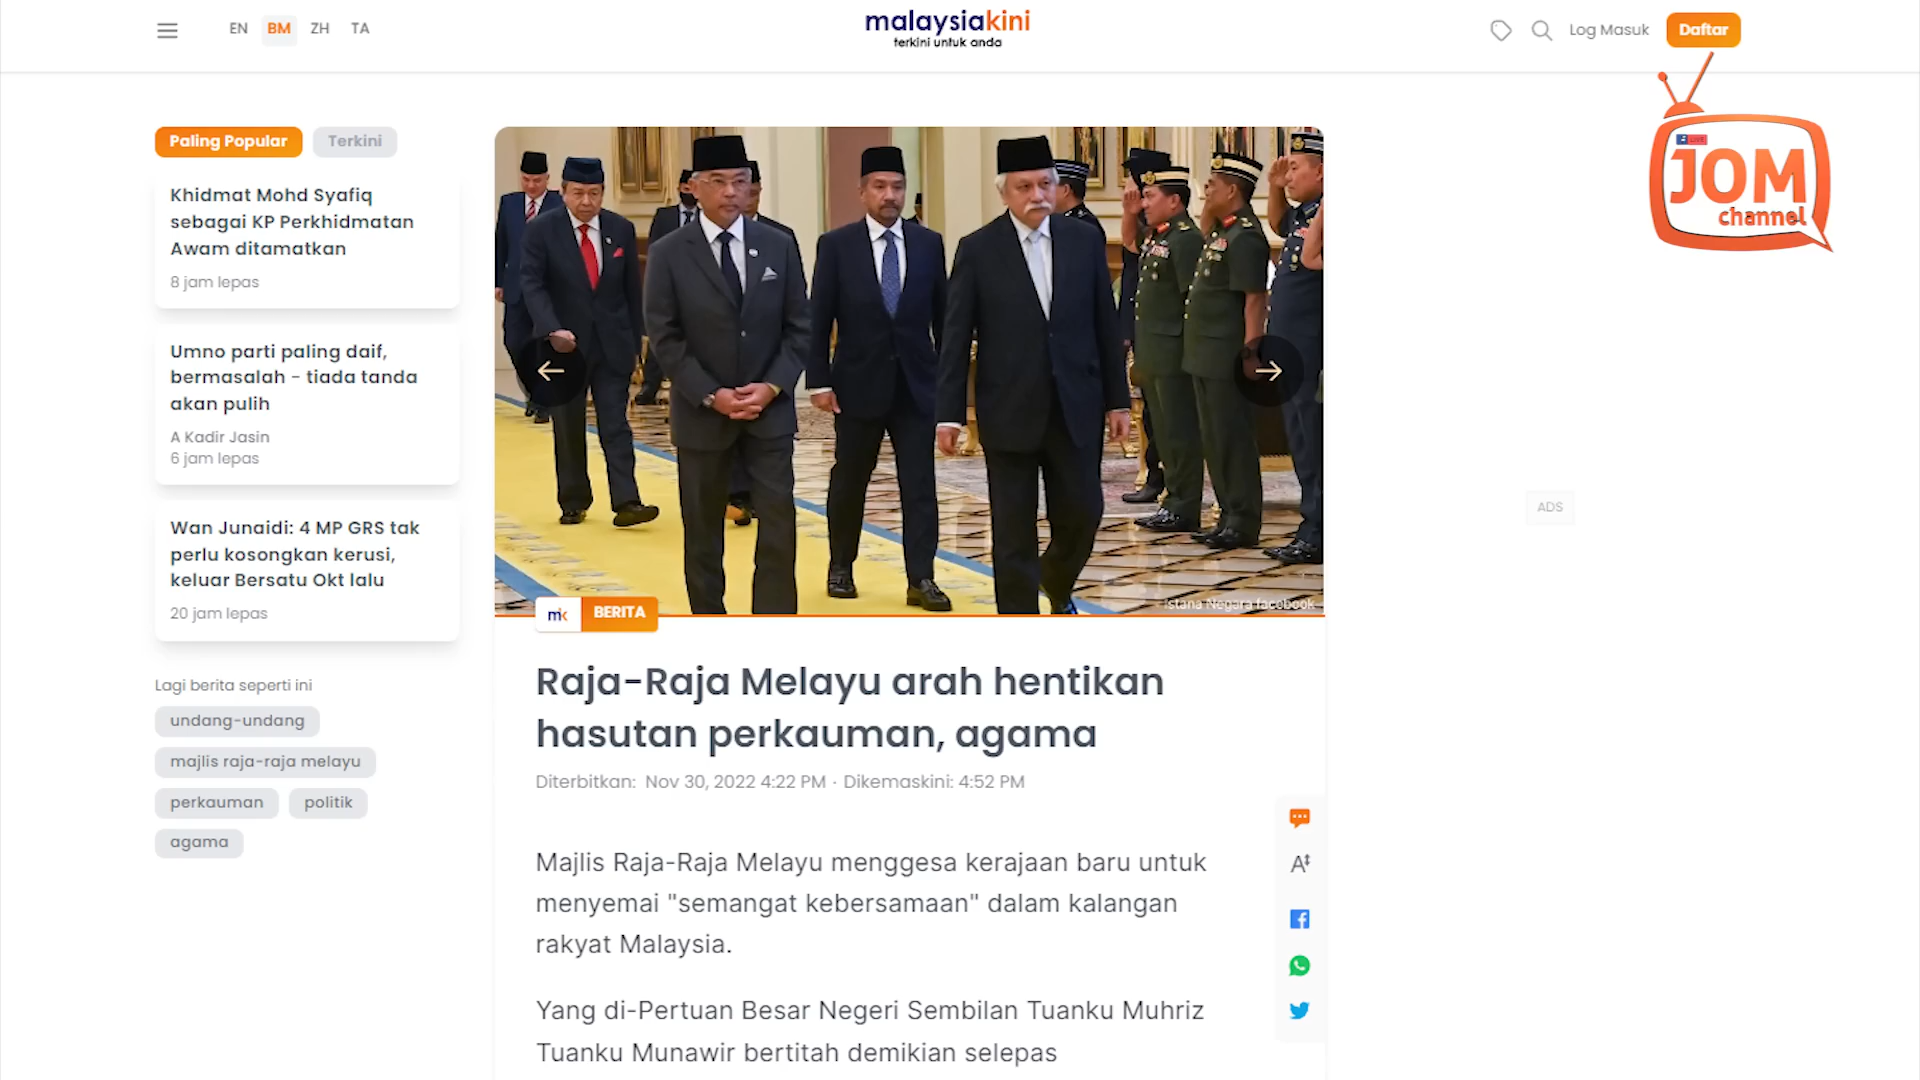 EN BM ZH TA
malaysiakini
terkini untuk anda
Log Masuk Daftar
LIVE
JOM
channel
Paling Popular Terkini
Khidmat Mohd Syafiq
sebagai KP Perkhidmatan
Awam ditamatkan
8 jam lepas
Umno parti paling daif,
bermasalah - tiada tanda
akan pulih
A Kadir Jasin
6 jam lepas
Wan Junaidi: 4 MP GRS tak
perlu kosongkan kerusi,
keluar Bersatu Okt lalu
20 jam lepas
Lagi berita seperti ini
undang-undang
majlis raja-raja melayu
perkauman politik
agama
Istana Negara facebook
mk BERITA
Raja-Raja Melayu arah hentikan
hasutan perkauman, agama
Diterbitkan: Nov 30, 2022 4:22 PM · Dikemaskini: 4:52 PM
Majlis Raja-Raja Melayu menggesa kerajaan baru untuk
menyemai "semangat kebersamaan" dalam kalangan
rakyat Malaysia.
Yang di-Pertuan Besar Negeri Sembilan Tuanku Muhriz
Tuanku Munawir bertitah demikian selepas
A
ADS